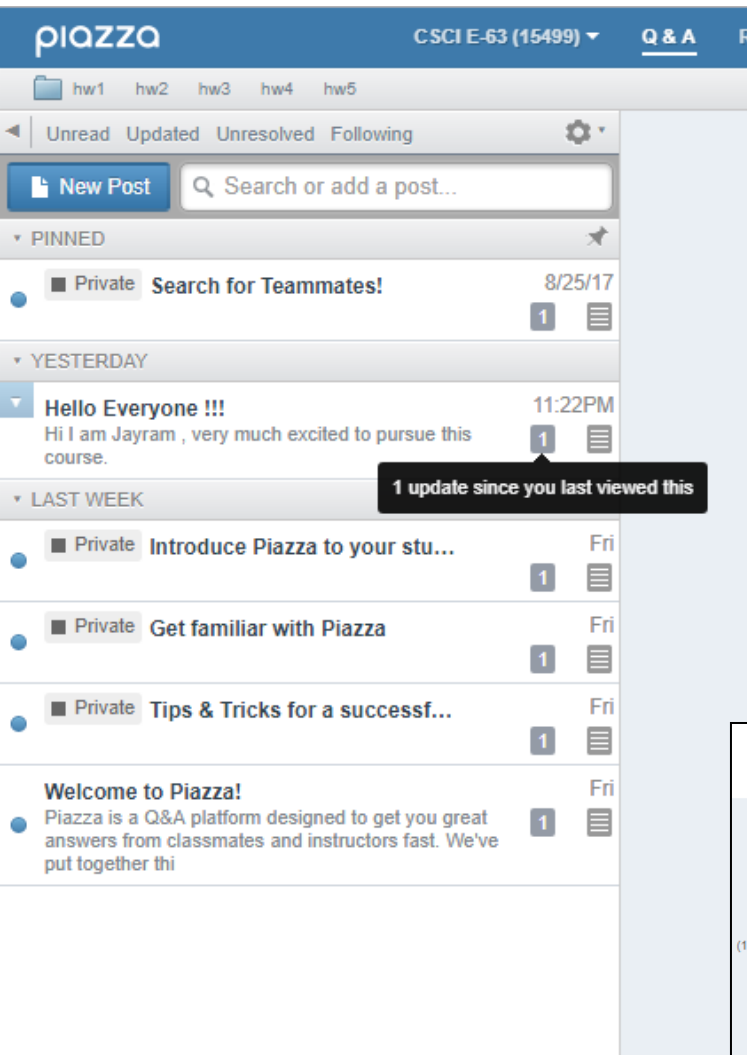 piazza CSCI E-63 (15499) Q & A R
hw1 hw2 hw3 hw4 hw5
Unread Updated Unresolved Following
New Post Search or add a post...
PINNED
Private Search for Teammates! 8/25/17
1
YESTERDAY
Hello Everyone !!! 11:22PM
Hi I am Jayram , very much excited to pursue this 1
course.
1 update since you last viewed this
LAST WEEK
Private Introduce Piazza to your stu... Fri
1
Private Get familiar with Piazza Fri
1
Private Tips & Tricks for a successf... Fri
1
Welcome to Piazza! Fri
Piazza is a Q&A platform designed to get you great 1
answers from classmates and instructors fast. We've
put together thi
(1